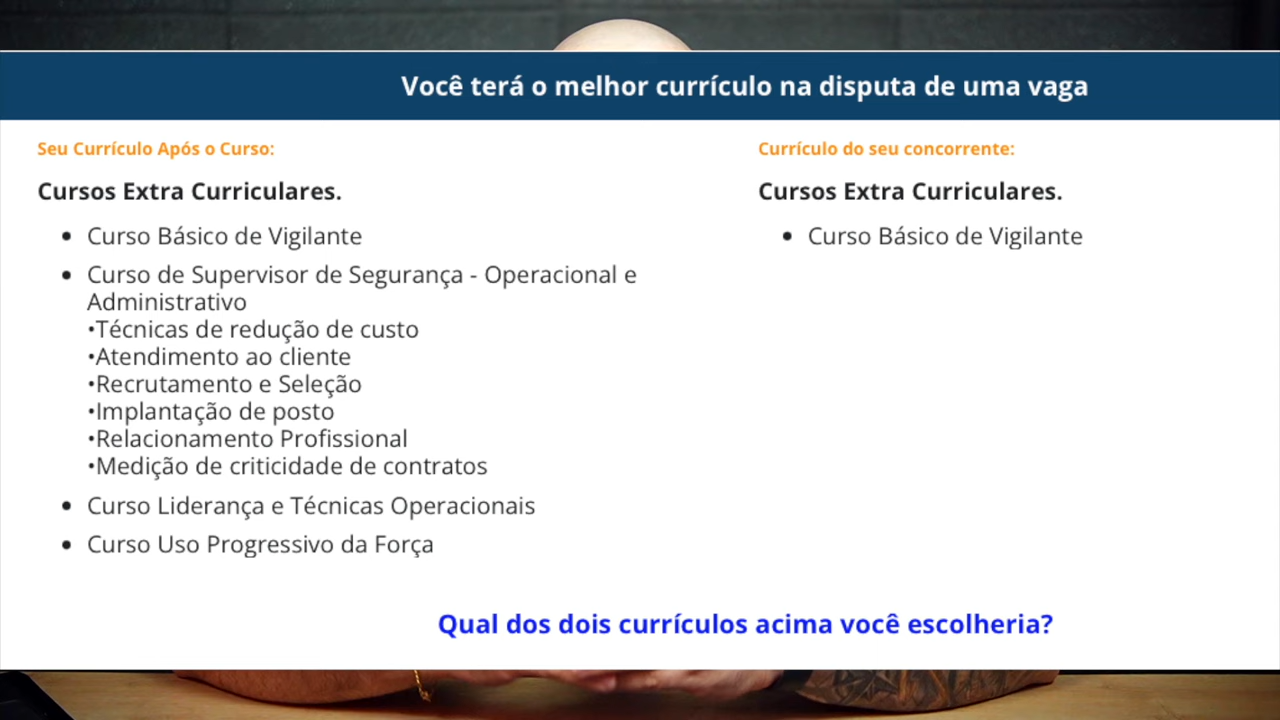 Você terá o melhor currículo na disputa de uma vaga
Seu Currículo Após o Curso:
Cursos Extra Curriculares.
• Curso Básico de Vigilante
• Curso de Supervisor de Segurança - Operacional e
Administrativo
•Técnicas de redução de custo
•Atendimento ao cliente
•Recrutamento e Seleção
•Implantação de posto
•Relacionamento Profissional
•Medição de criticidade de contratos
• Curso Liderança e Técnicas Operacionais
• Curso Uso Progressivo da Força
Currículo do seu concorrente:
Cursos Extra Curriculares.
• Curso Básico de Vigilante
Qual dos dois currículos acima você escolheria?